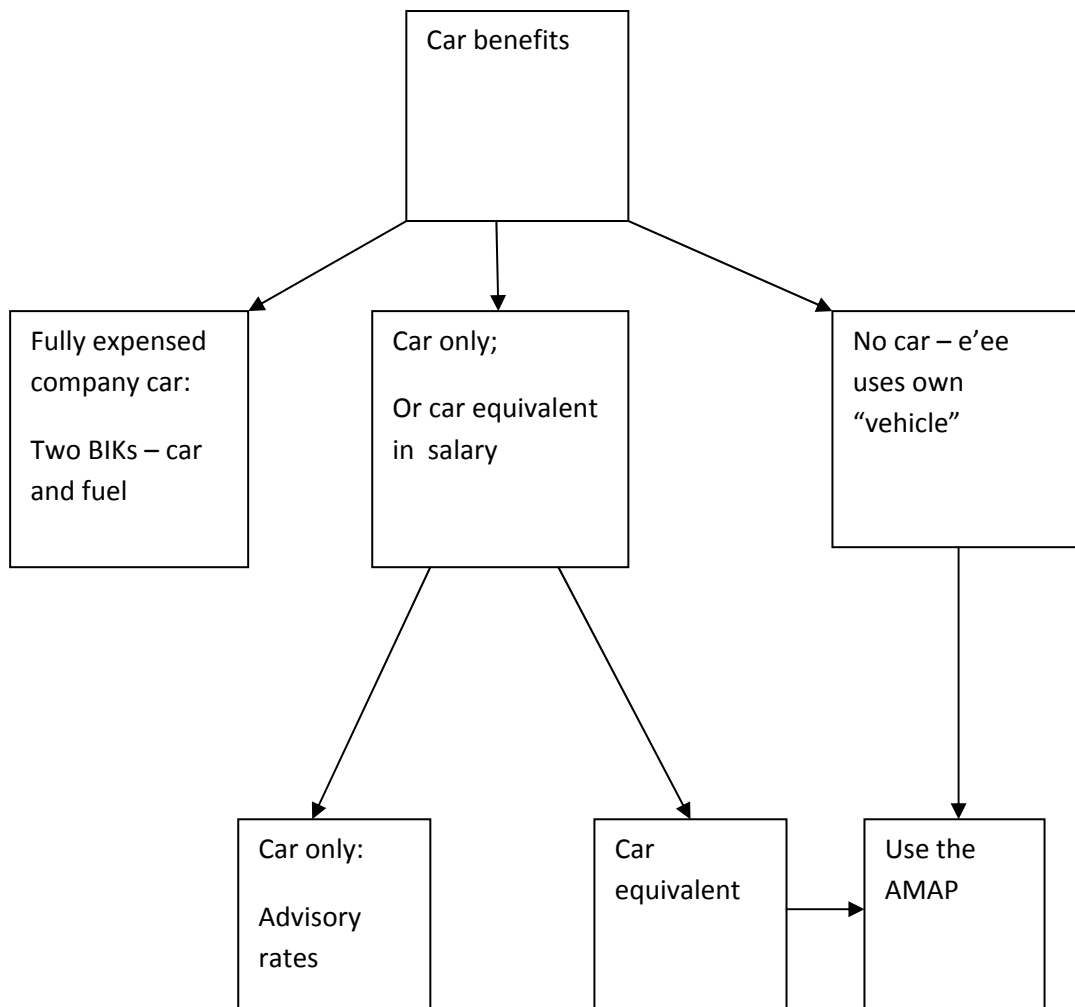 Car benefits
Fully expensed
company car:
Two BIKs – car
and fuel
Car only;
Or car equivalent
in salary
No car – e’ee
uses own
“vehicle”
Car only:
Advisory
rates
Car
equivalent
Use the
AMAP